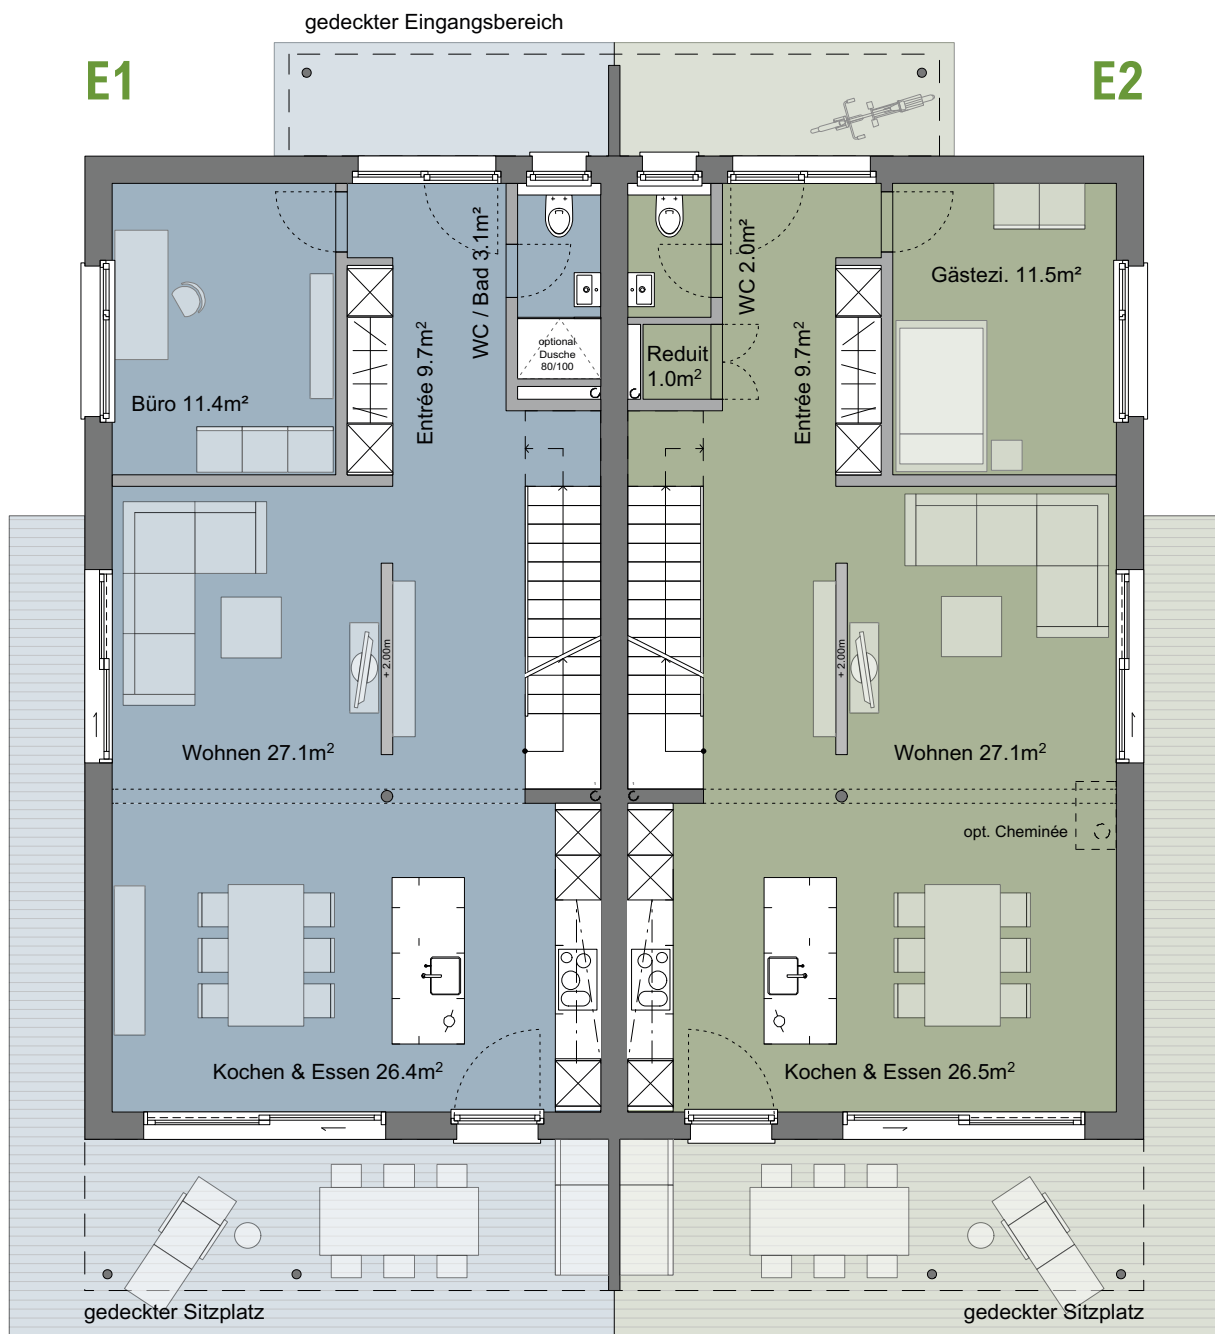 gedeckter Eingangsbereich
E1
E2
WC / Bad 3.1m²
WC 2.0m²
Gästezi. 11.5m²
Entrée 9.7m²
optional
Dusche
80/100
Reduit
1.0m²
Entrée 9.7m²
Büro 11.4m²
+ 2.00m
+ 2.00m
Wohnen 27.1m²
Wohnen 27.1m²
opt. Cheminée
Kochen & Essen 26.4m²
Kochen & Essen 26.5m²
gedeckter Sitzplatz
gedeckter Sitzplatz